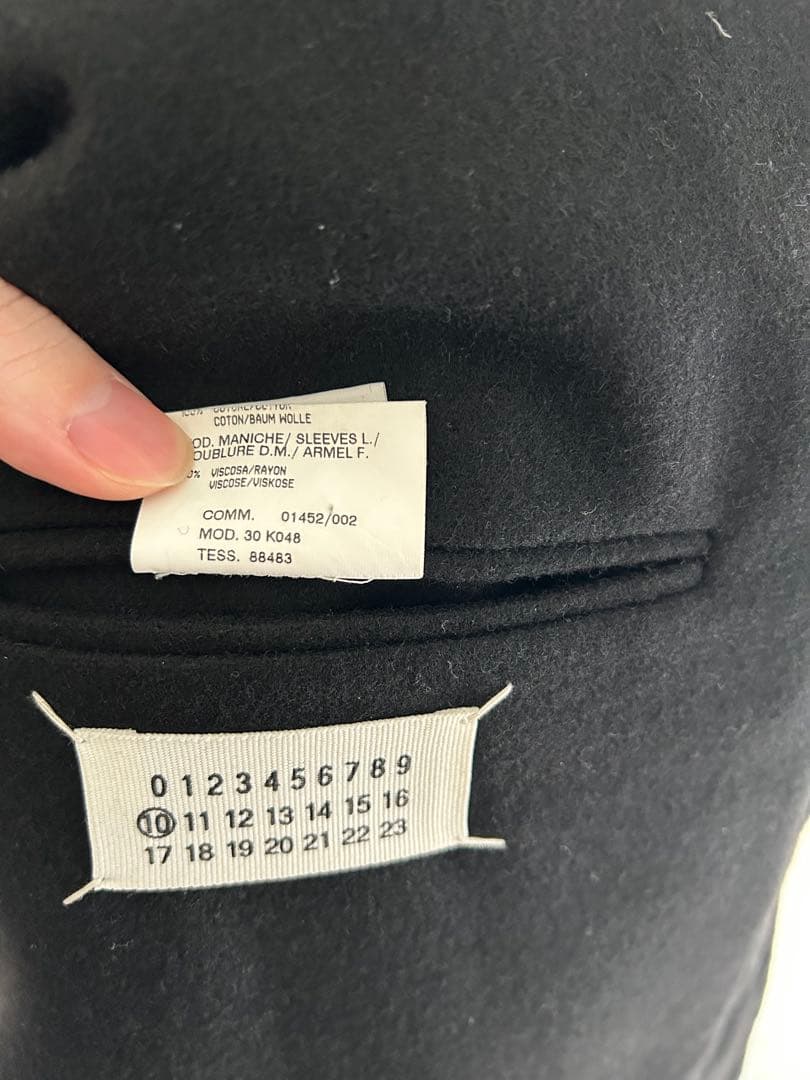 COTON/BAUM WOLLE
OD. MANICHE/ SLEEVES L./
OUBLURE D.M./ ARMEL F.
0% VISCOSA/RAYON
VISCOSE/VISKOSE
COMM. 01452/002
MOD. 30 K048
TESS. 88483
0 1 2 3 4 5 6 7 8 9
10 11 12 13 14 15 16
17 18 19 20 21 22 23